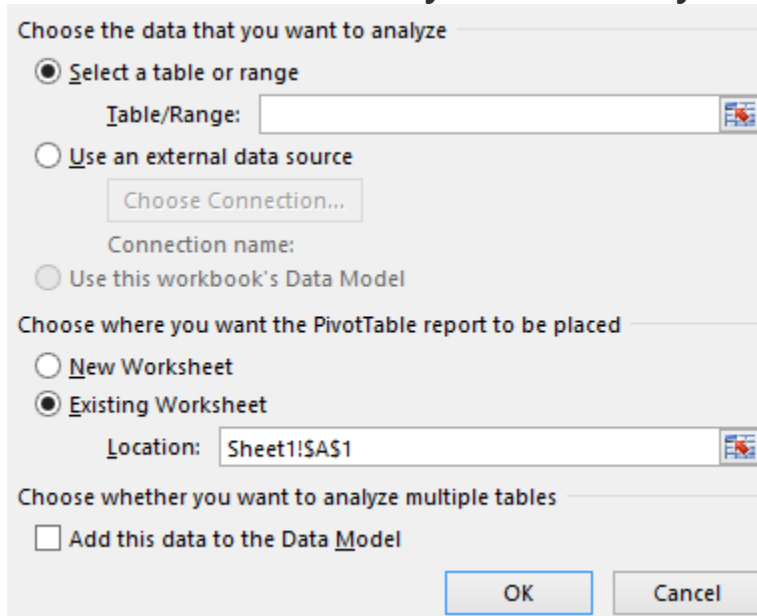 Choose the data that you want to analyze
Select a table or range
Table/Range:
Use an external data source
Choose Connection...
Connection name:
Use this workbook's Data Model
Choose where you want the PivotTable report to be placed
New Worksheet
Existing Worksheet
Location: Sheet1!$A$1
Choose whether you want to analyze multiple tables
Add this data to the Data Model
OK Cancel